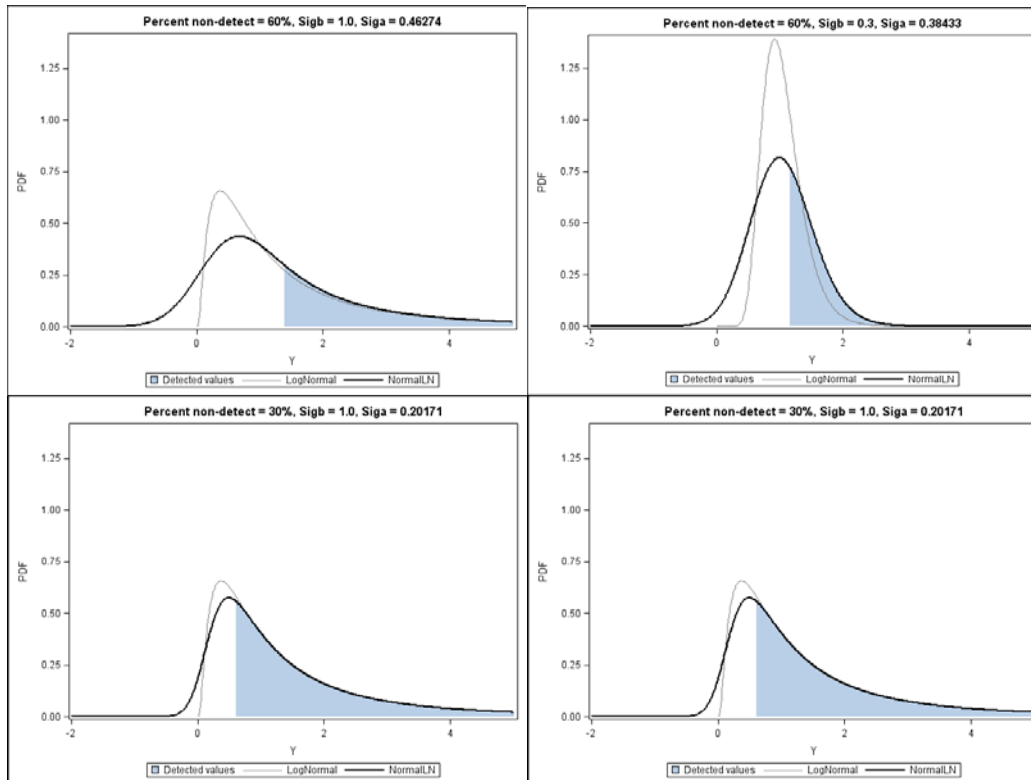 Percent non-detect = 60%, Sigb = 1.0, Siga = 0.46274
1.25
1.00
0.75
0.50
0.25
0.00
PDF
-2 0 2 4
Y
Detected values LogNormal NormalLN
Percent non-detect = 60%, Sigb = 0.3, Siga = 0.38433
1.25
1.00
0.75
0.50
0.25
0.00
PDF
-2 0 2 4
Y
Detected values LogNormal NormalLN
Percent non-detect = 30%, Sigb = 1.0, Siga = 0.20171
1.25
1.00
0.75
0.50
0.25
0.00
PDF
-2 0 2 4
Y
Detected values LogNormal NormalLN
Percent non-detect = 30%, Sigb = 1.0, Siga = 0.20171
1.25
1.00
0.75
0.50
0.25
0.00
PDF
-2 0 2 4
Y
Detected values LogNormal NormalLN